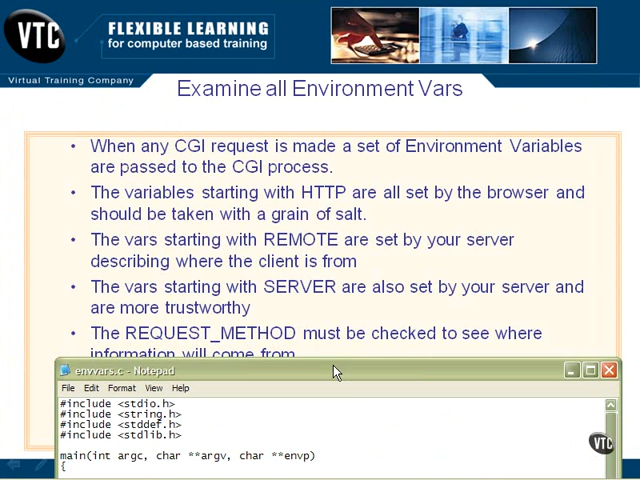 VTC
FLEXIBLE LEARNING
for computer based training
Virtual Training Company
Examine all Environment Vars
• When any CGI request is made a set of Environment Variables
are passed to the CGI process.
• The variables starting with HTTP are all set by the browser and
should be taken with a grain of salt.
• The vars starting with REMOTE are set by your server
describing where the client is from
• The vars starting with SERVER are also set by your server and
are more trustworthy
• The REQUEST_METHOD must be checked to see where
information will come from
envvars.c - Notepad
File Edit Format View Help
#include <stdio.h>
#include <string.h>
#include <stddef.h>
#include <stdlib.h>
main(int argc, char **argv, char **envp)
{
VTC